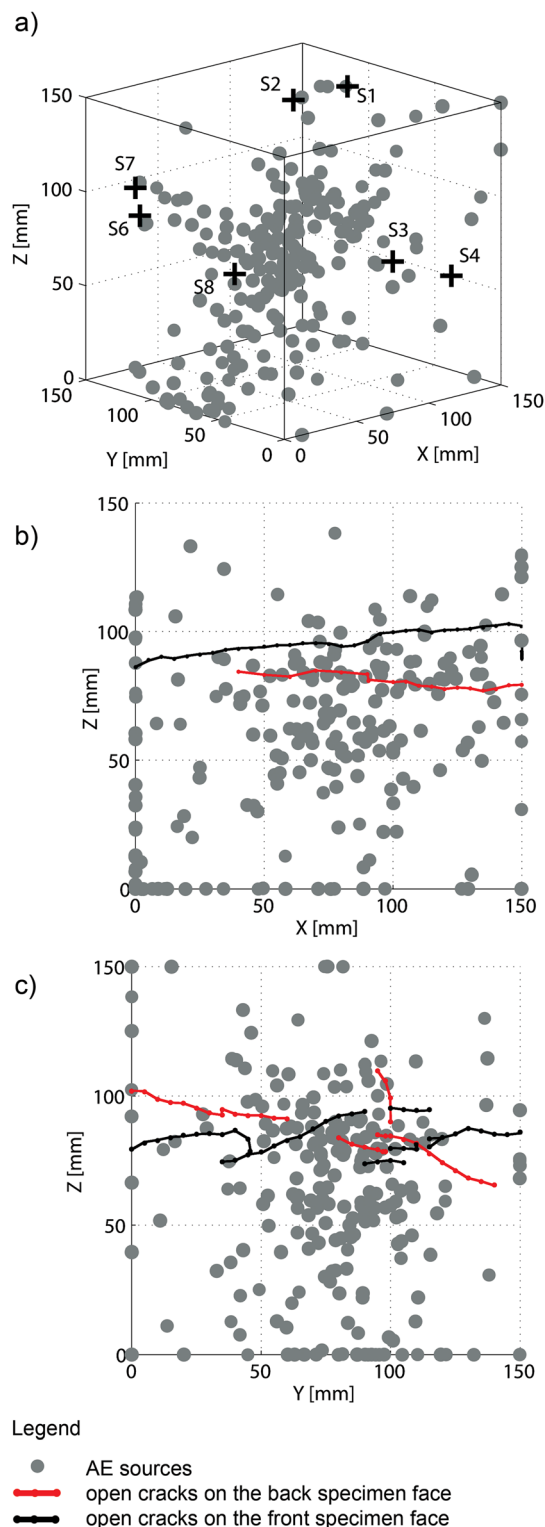 a)
S2
S1
150
S7
100
S6
S3
S4
Z [mm]
50
S8
0
150
100
50
0
Y [mm]
0
50
100
150
X [mm]
b)
150
100
Z [mm]
50
0
0
50
100
150
X [mm]
c)
150
100
Z [mm]
50
0
0
50
100
150
Y [mm]
Legend
AE sources
open cracks on the back specimen face
open cracks on the front specimen face